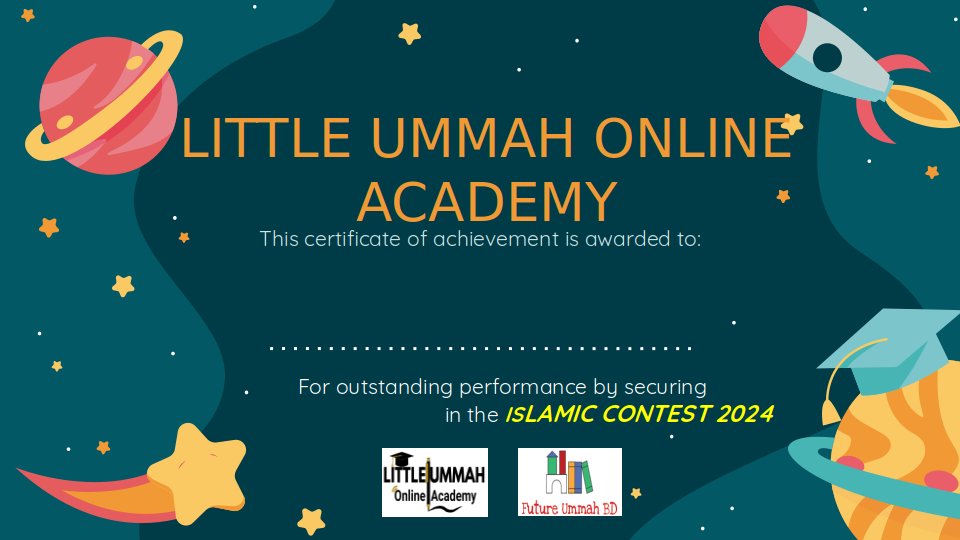 LITTLE UMMAH ONLINE
ACADEMY
This certificate of achievement is awarded to:
For outstanding performance by securing
in the ISLAMIC CONTEST 2024
LITTLE UMMAH
Online Academy
Future Ummah BD